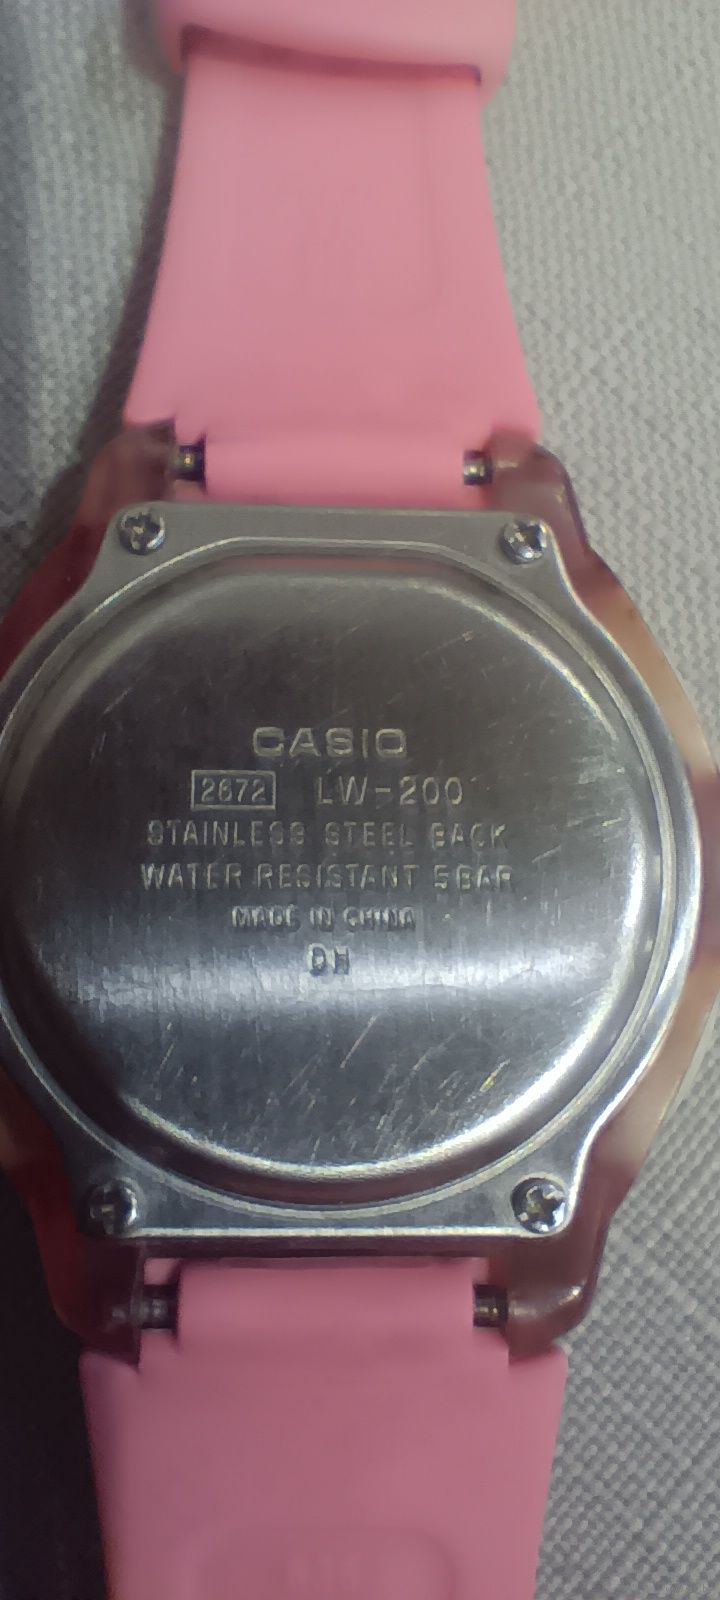 CASIO
2672 LW-200
STAINLESS STEEL BACK
WATER RESISTANT 5BAR
MADE IN CHINA
DH